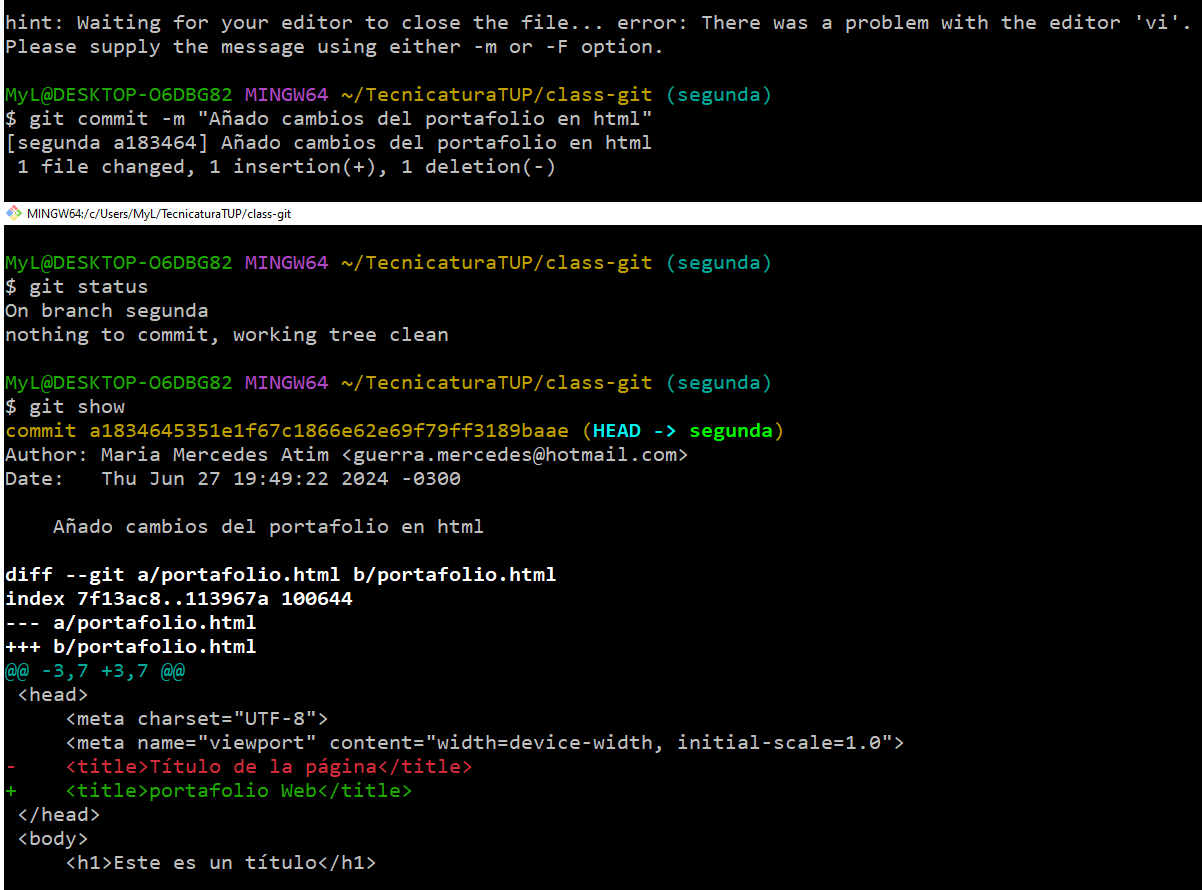 hint: Waiting for your editor to close the file... error: There was a problem with the editor 'vi'.
Please supply the message using either -m or -F option.
MyL@DESKTOP-O6DBG82 MINGW64 ~/TecnicaturaTUP/class-git (segunda)
$ git commit -m "Añado cambios del portafolio en html"
[segunda a183464] Añado cambios del portafolio en html
 1 file changed, 1 insertion(+), 1 deletion(-)
MINGW64:/c/Users/MyL/TecnicaturaTUP/class-git
MyL@DESKTOP-O6DBG82 MINGW64 ~/TecnicaturaTUP/class-git (segunda)
$ git status
On branch segunda
nothing to commit, working tree clean
MyL@DESKTOP-O6DBG82 MINGW64 ~/TecnicaturaTUP/class-git (segunda)
$ git show
commit a1834645351e1f67c1866e62e69f79ff3189baae (HEAD -> segunda)
Author: Maria Mercedes Atim <guerra.mercedes@hotmail.com>
Date:   Thu Jun 27 19:49:22 2024 -0300
    Añado cambios del portafolio en html
diff --git a/portafolio.html b/portafolio.html
index 7f13ac8..113967a 100644
--- a/portafolio.html
+++ b/portafolio.html
@@ -3,7 +3,7 @@
 <head>
     <meta charset="UTF-8">
     <meta name="viewport" content="width=device-width, initial-scale=1.0">
-    <title>Título de la página</title>
+    <title>portafolio Web</title>
 </head>
 <body>
     <h1>Este es un título</h1>